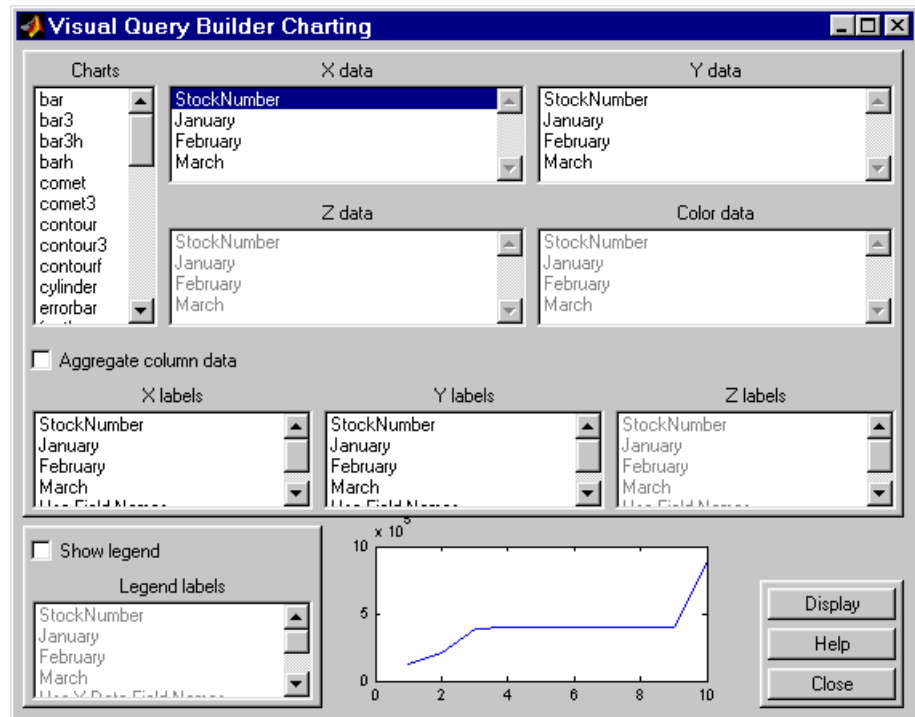 Visual Query Builder Charting
Charts
bar
bar3
bar3h
barh
comet
comet3
contour
contour3
contourf
cylinder
errorbar
X data
StockNumber
January
February
March
Y data
StockNumber
January
February
March
Z data
StockNumber
January
February
March
Color data
StockNumber
January
February
March
Aggregate column data
X labels
StockNumber
January
February
March
Y labels
StockNumber
January
February
March
Z labels
StockNumber
January
February
March
Show legend
Legend labels
StockNumber
January
February
March
x 10^5
10
5
0
0 2 4 6 8 10
Display
Help
Close